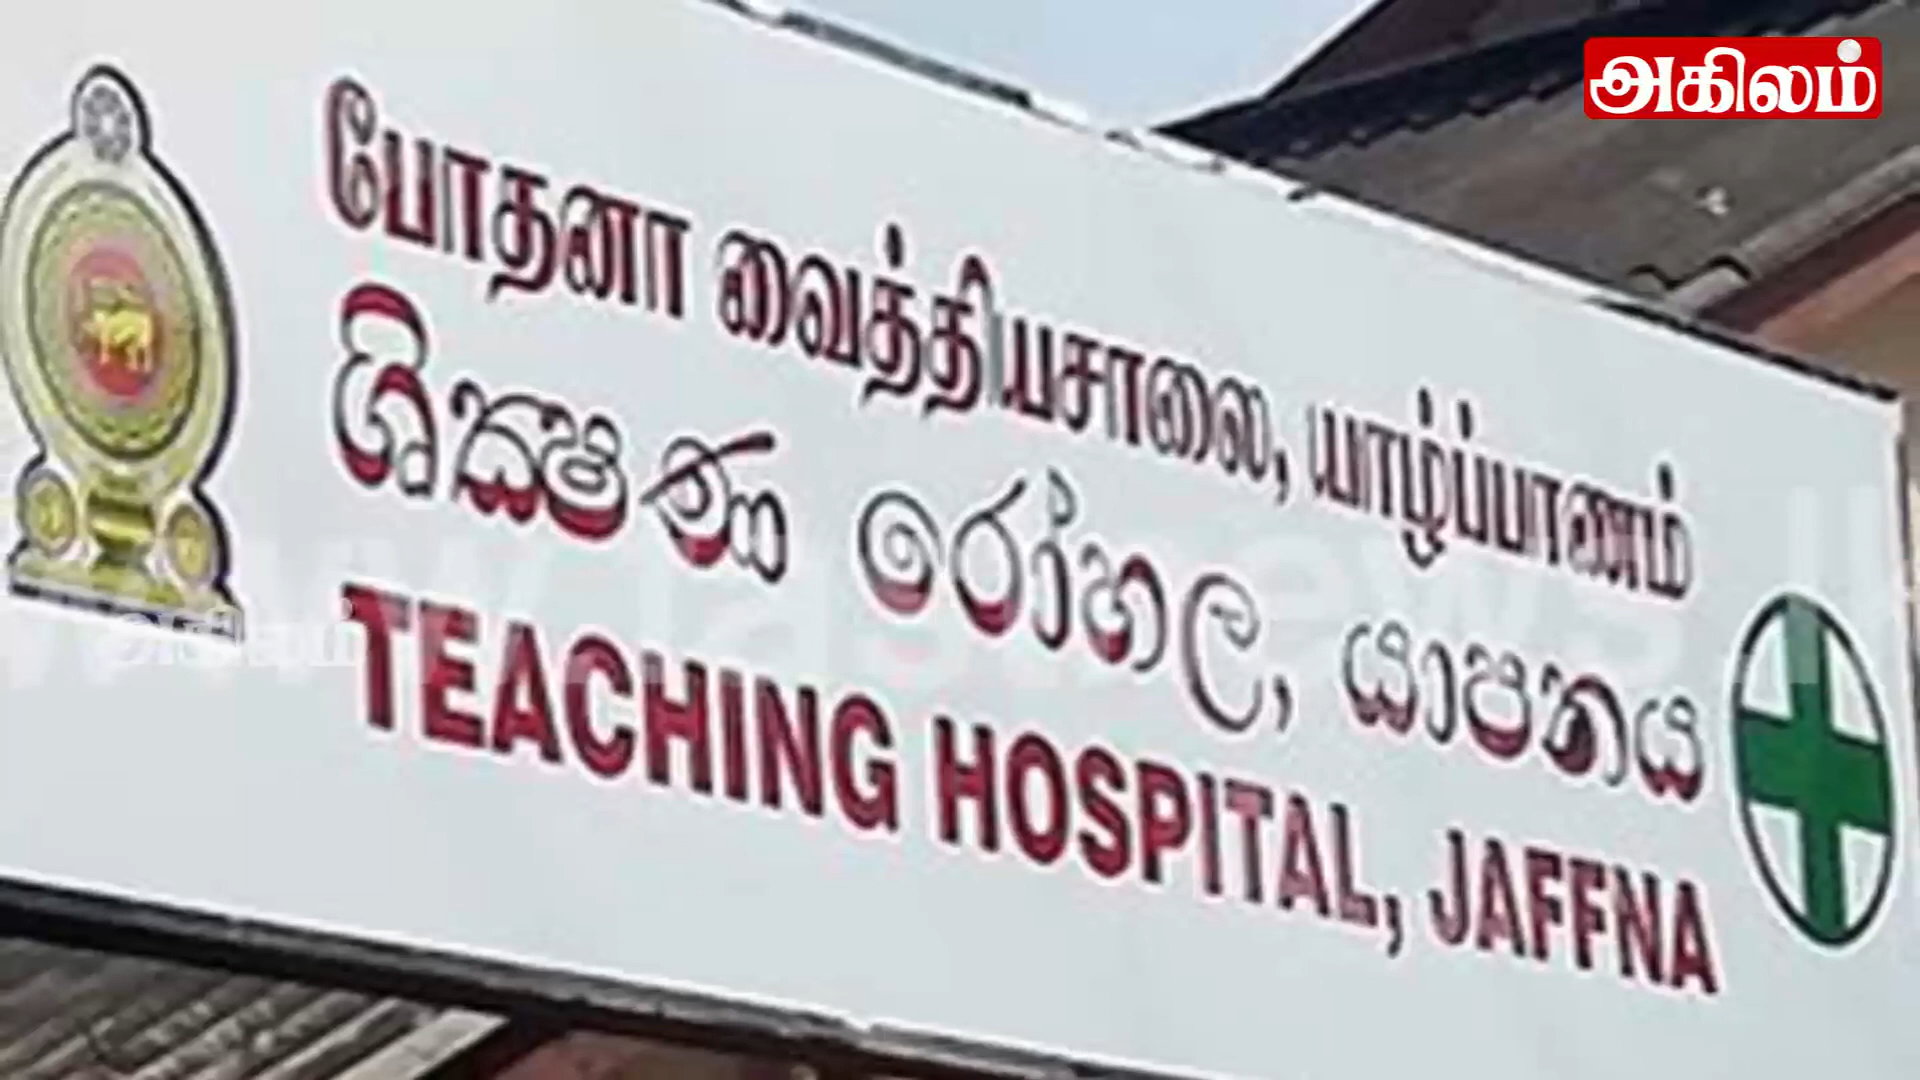 அகிலம்
போதனா வைத்தியசாலை, யாழ்ப்பாணம்
ශික්ෂණ රෝහල, යාපනය
TEACHING HOSPITAL, JAFFNA